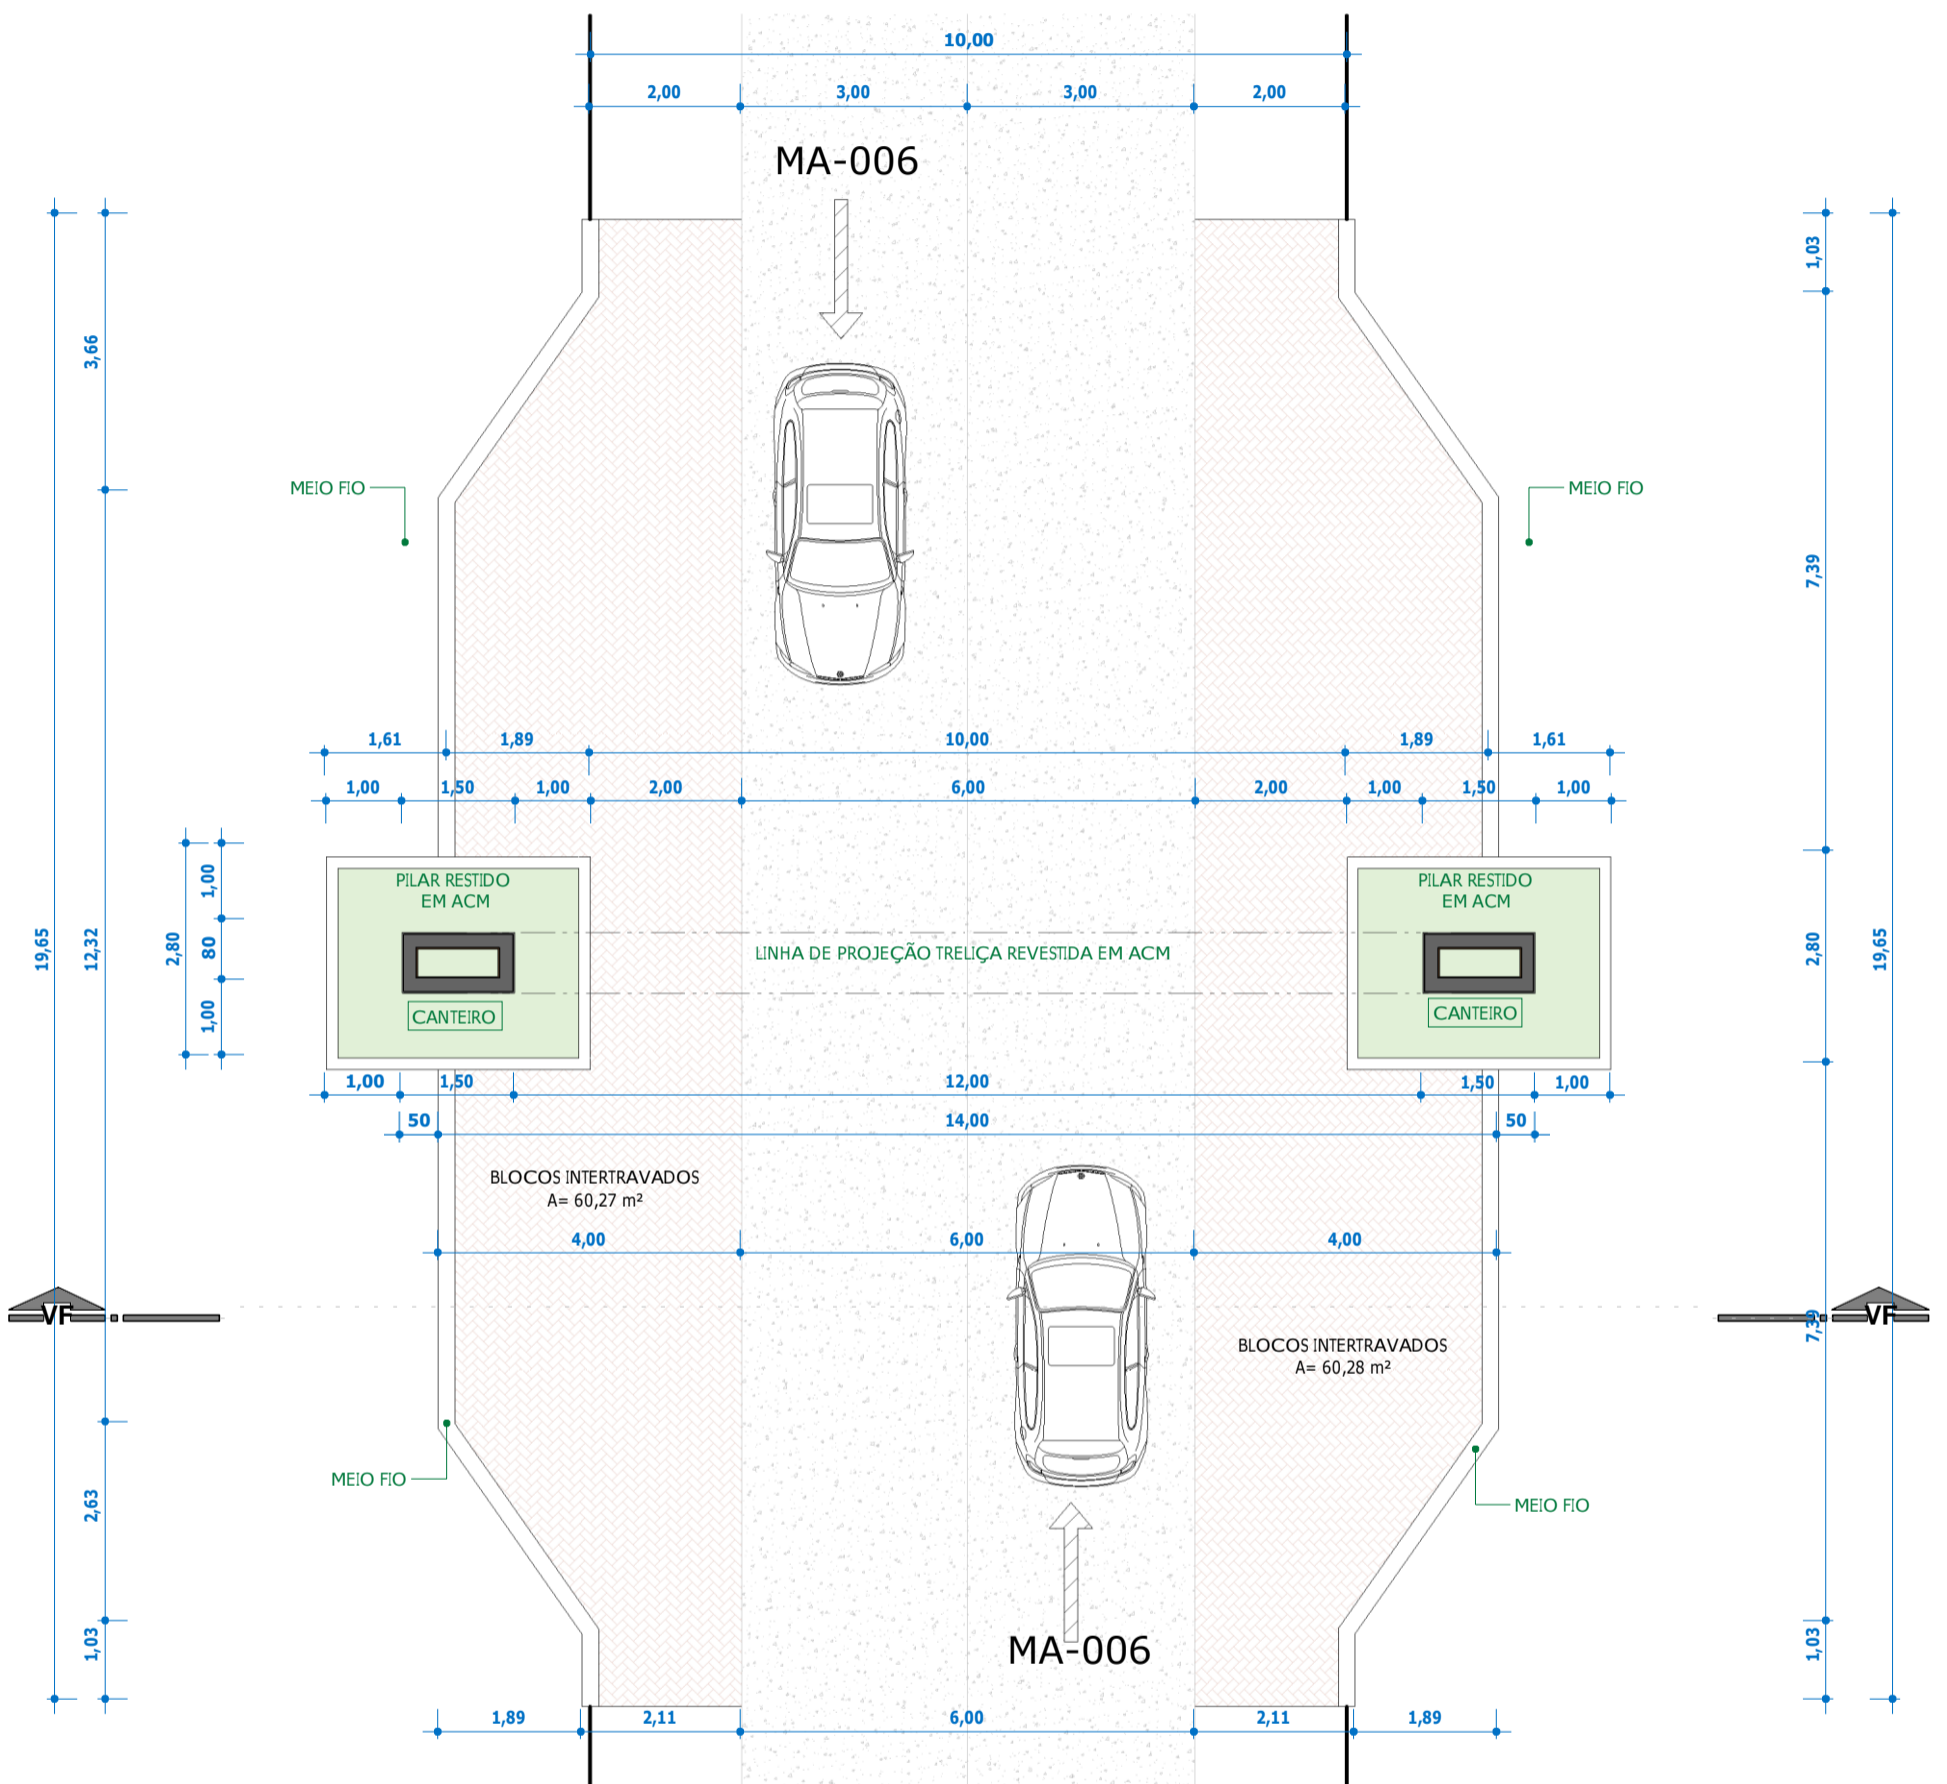 10,00
2,00 3,00 3,00 2,00
MA-006
1,03
3,66
MEIO FIO
MEIO FIO
7,39
1,61 1,89 10,00 1,89 1,61
1,00 1,50 1,00 2,00 6,00 2,00 1,00 1,50 1,00
PILAR RESTIDO
EM ACM
PILAR RESTIDO
EM ACM
19,65
12,32
2,80
1,00
80
1,00
LINHA DE PROJEÇÃO TRELIÇA REVESTIDA EM ACM
2,80
19,65
CANTEIRO
CANTEIRO
1,00 1,50 12,00 1,50 1,00
50 14,00 50
BLOCOS INTERTRAVADOS
A= 60,27 m²
4,00 6,00 4,00
VF
7,39
VF
BLOCOS INTERTRAVADOS
A= 60,28 m²
MEIO FIO
2,63
MEIO FIO
1,03
MA-006
1,03
1,89 2,11 6,00 2,11 1,89